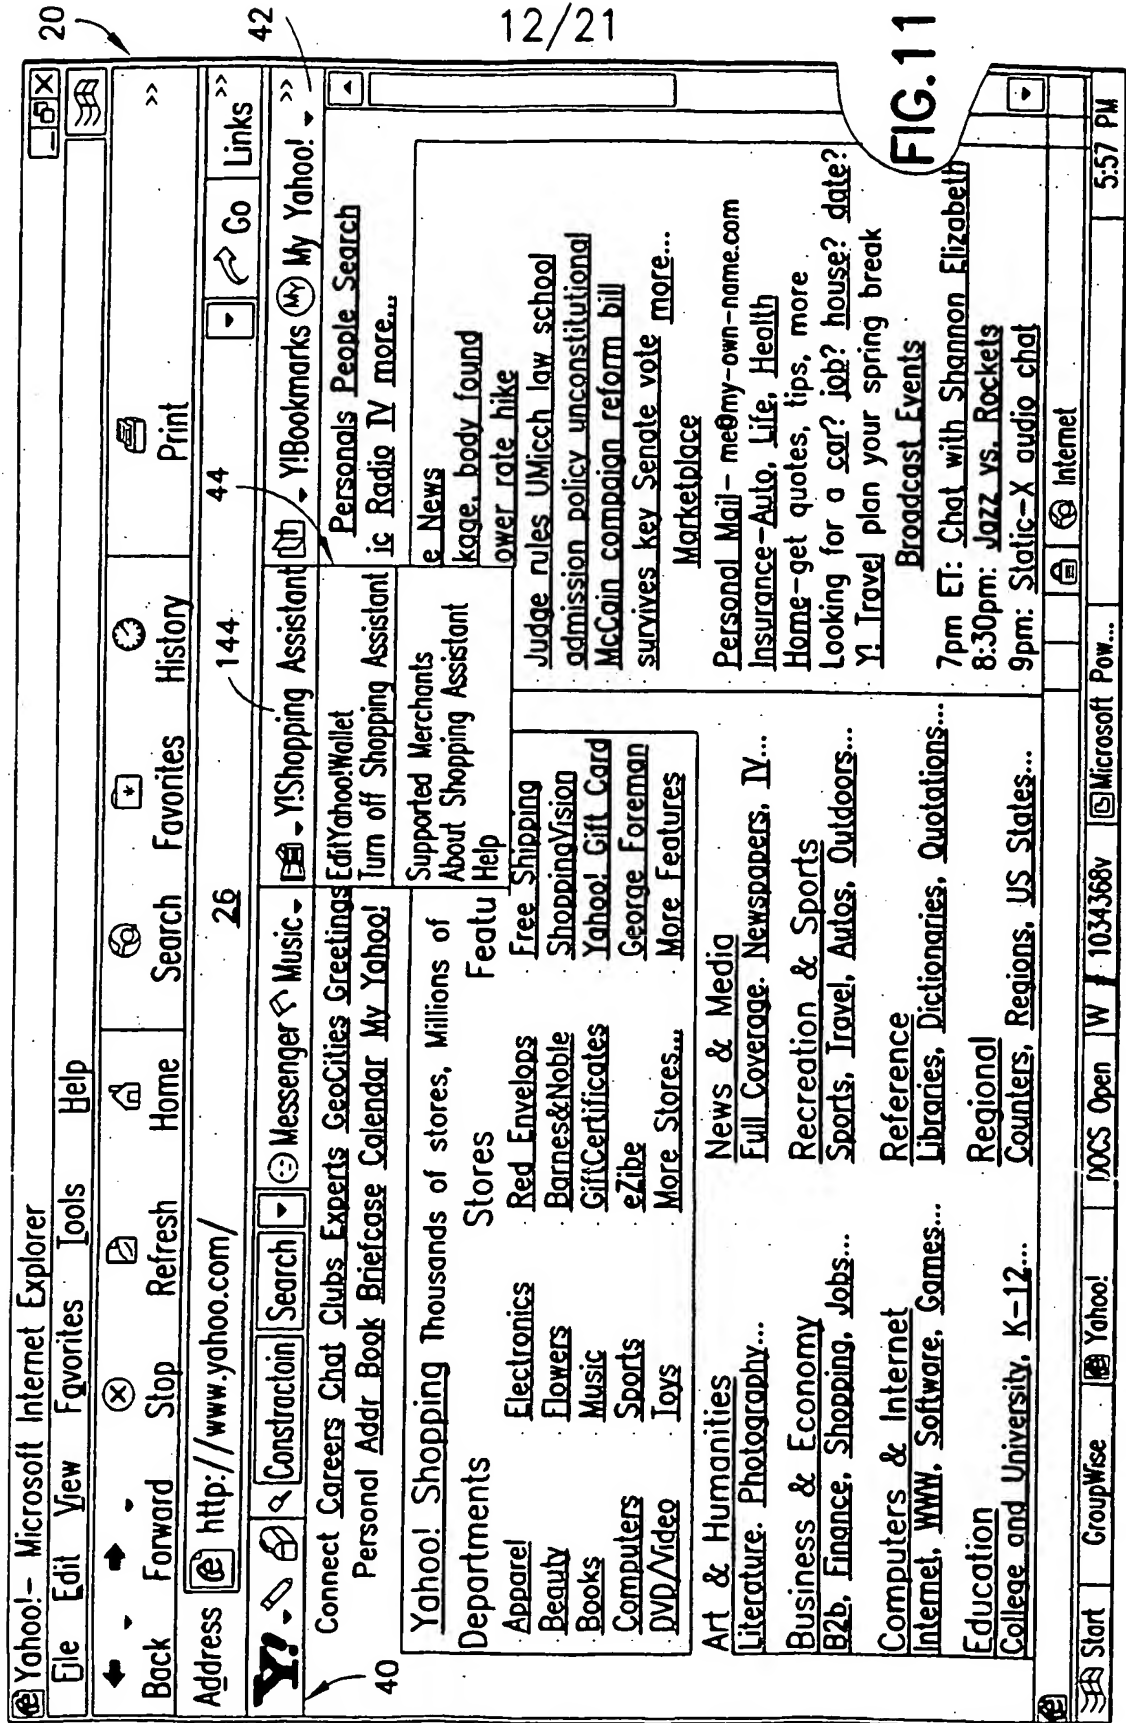 12/21
20
Yahoo!- Microsoft Internet Explorer
File Edit View Favorites Tools Help
Back Forward Stop Refresh Home Search Favorites History Print >>
Address http://www.yahoo.com/ 26 Go Links >>
42
144
44
Y! Constractoin Search Messenger Music Y!Shopping Assistant Y!Bookmarks My My Yahoo! >>
40
Connect Careers Chat Clubs Experts GeoCities Greetings
Personals People Search
Personal Addr Book Briefcase Calendar My Yahoo!
ic Radio TV more...
EditYahoo!Wallet
Turn off Shopping Assistant
Supported Merchants
About Shopping Assistant
Help
Yahoo! Shopping Thousands of stores, Millions of
Departments Stores Featu
Apparel Electronics Red Envelops Free Shipping
Beauty Flowers Barnes&Noble ShoppingVision
Books Music GiftCertificates Yahoo! Gift Card
Computers Sports eZibe George Foreman
DVD/Video Toys More Stores... More Features
Art & Humanities
Literature. Photography...
News & Media
Full Coverage. Newspapers, TV...
Business & Economy
B2b, Finance, Shopping, Jobs...
Recreation & Sports
Sports, Travel, Autos, Outdoors...
Computers & Internet
Internet, WWW, Software, Games...
Reference
Libraries, Dictionaries, Quotations...
Education
College and University, K-12...
Regional
Counters, Regions, US States...
e News
kage, body found
ower rate hike
Judge rules UMicch law school
admission policy unconstitutional
McCain compaign reform bill
survives key Senate vote more...
Marketplace
Personal Mail- me@my-own-name.com
Insurance-Auto, Life, Health
Home-get quotes, tips, more
Looking for a car? job? house? date?
Y! Travel plan your spring break
Broadcast Events
7pm ET: Chat with Shannon Elizabeth
8:30pm: Jazz vs. Rockets
9pm: Static-X audio chat
Internet
Start GroupWise Yahoo! DOCS Open W 1034368v Microsoft Pow... 5:57 PM
FIG.11